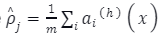 ρ̂ⱼ = 1/m ∑ᵢ aᵢ⁽ʰ⁾(x)